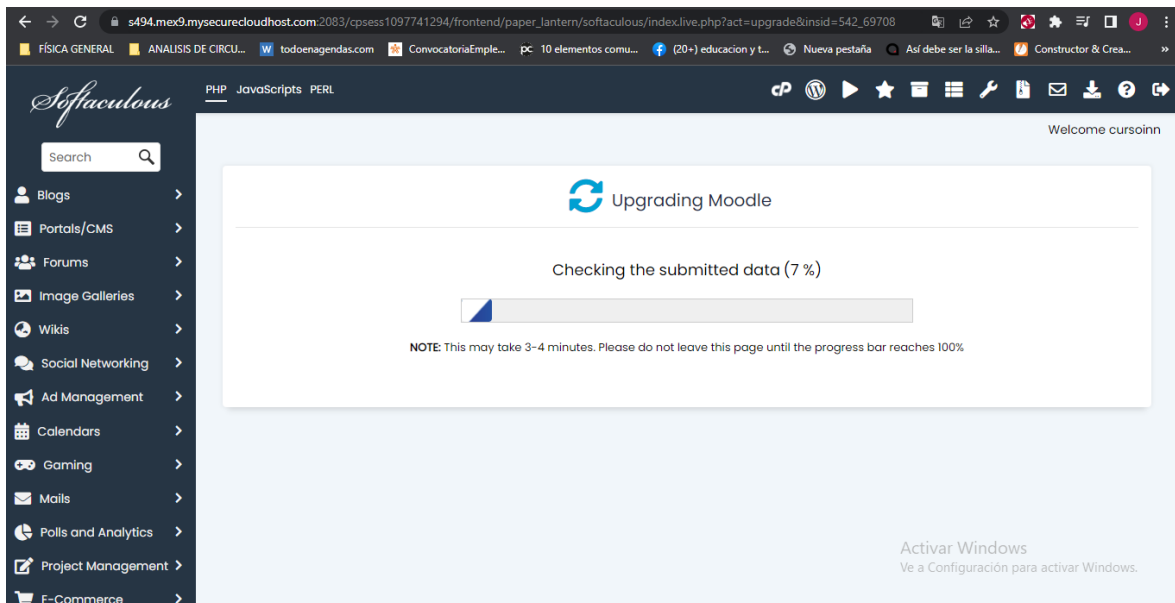 s494.mex9.mysecurecloudhost.com:2083/cpsess1097741294/frontend/paper_lantern/softaculous/index.live.php?act=upgrade&insid=542_69708
J
FÍSICA GENERAL ANALISIS DE CIRCU... W todoenagendas.com ConvocatoriaEmple... pc 10 elementos comu... (20+) educacion y t... Nueva pestaña Así debe ser la silla... Constructor & Crea... »
Softaculous
PHP JavaScripts PERL
cP
Welcome cursoinn
Search
Blogs
Portals/CMS
Forums
Image Galleries
Wikis
Social Networking
Ad Management
Calendars
Gaming
Mails
Polls and Analytics
Project Management
E-Commerce
Upgrading Moodle
Checking the submitted data (7 %)
NOTE: This may take 3-4 minutes. Please do not leave this page until the progress bar reaches 100%
Activar Windows
Ve a Configuración para activar Windows.